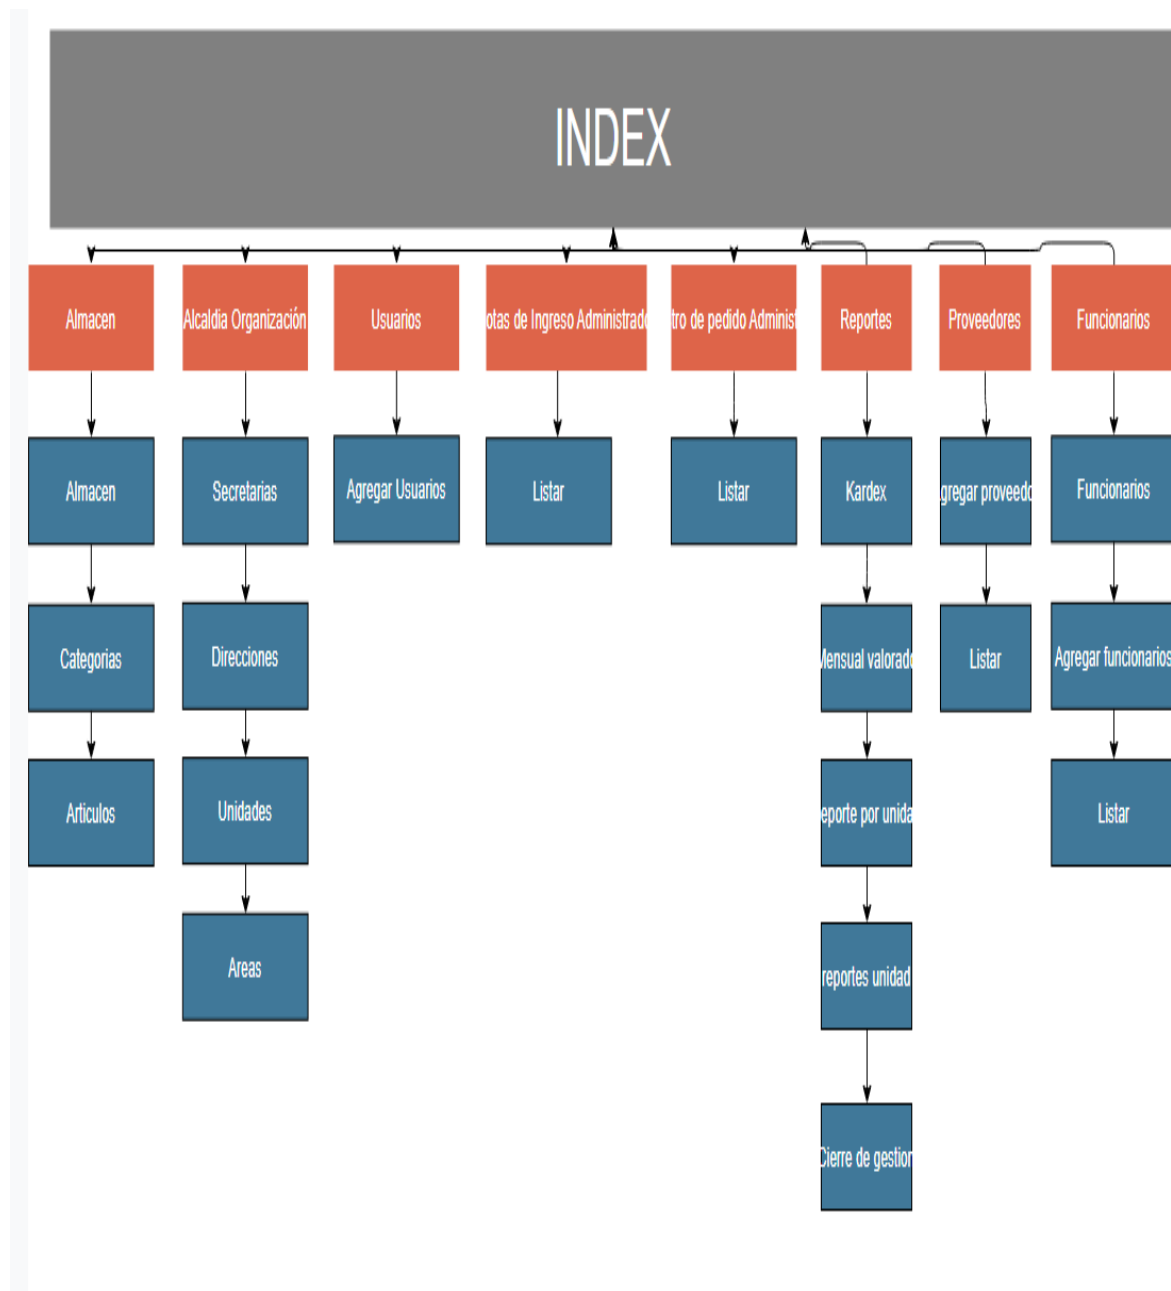 INDEX
Almacen
Alcaldia Organización
Usuarios
otas de Ingreso Administrado
tro de pedido Administ
Reportes
Proveedores
Funcionarios
Almacen
Secretarias
Agregar Usuarios
Listar
Listar
Kardex
gregar proveedo
Funcionarios
Categorias
Direcciones
Mensual valorado
Listar
Agregar funcionarios
Articulos
Unidades
eporte por unida
Listar
Areas
reportes unidad
Cierre de gestion